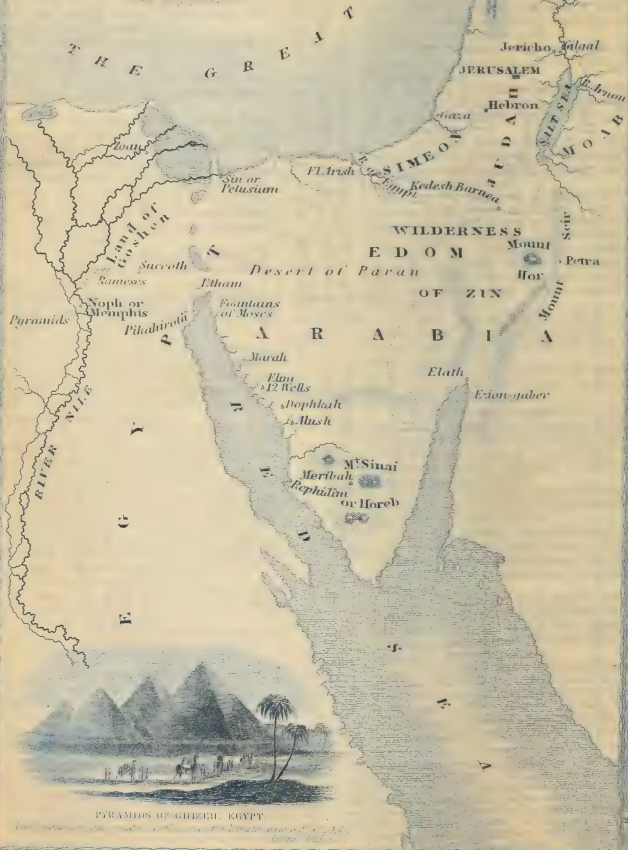 THE GREAT
Jericho Gilgal
JERUSALEM
R. Arnon
Hebron
Gaza
SALT SEA
MOAB
JUDAH
SIMEON
Zoan
El Arish
Sin or
Pelusium
Kedesh Barnea
Land of
Goshen
WILDERNESS
Seir
EDOM
Mount
Hor
Petra
Succoth
Desert of Paran
Rameses
Etham
OF ZIN
Noph or
Memphis
Fountains
of Moses
Mount
Pyramids
Pihahiroth
ARABIA
Marah
Elath
Elim
12 Wells
Ezion-gaber
Dophkah
Alush
RIVER NILE
EGYPT
RED SEA
Mt Sinai
Meribah
Rephidim
or Horeb
PYRAMIDS OF GHIZEH: EGYPT.